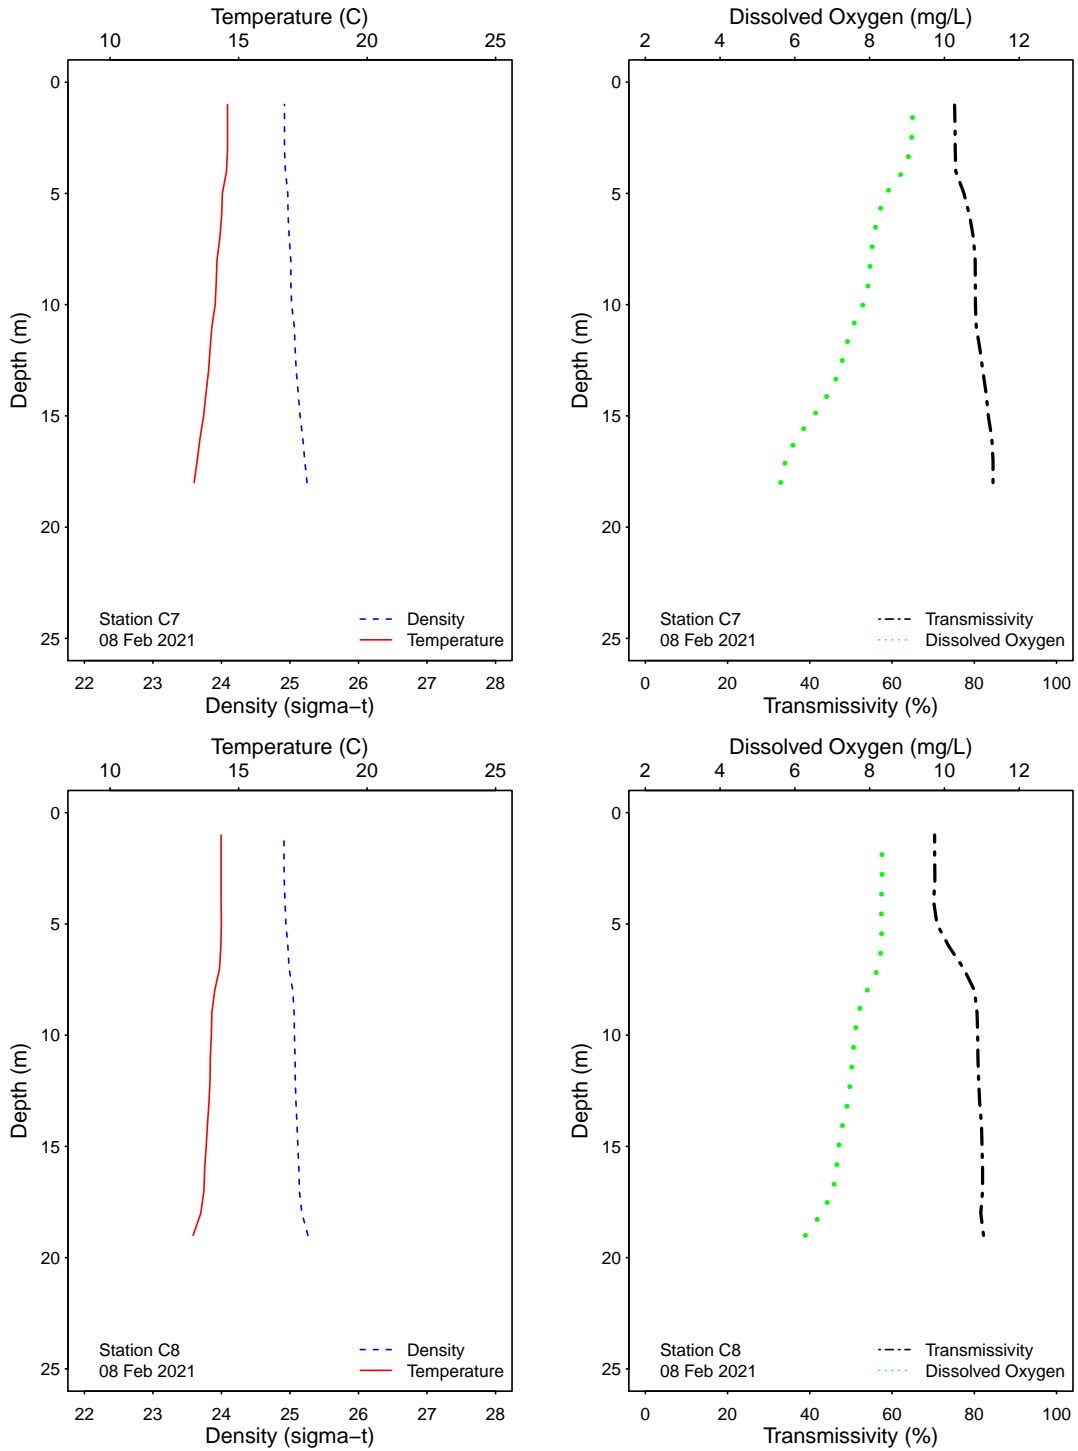 Temperature (C)
10 15 20 25
0
5
10
15
20
25
Depth (m)
Station C7
08 Feb 2021
Density
Temperature
22 23 24 25 26 27 28
Density (sigma−t)
Dissolved Oxygen (mg/L)
2 4 6 8 10 12
0
5
10
15
20
25
Depth (m)
Station C7
08 Feb 2021
Transmissivity
Dissolved Oxygen
0 20 40 60 80 100
Transmissivity (%)
Temperature (C)
10 15 20 25
0
5
10
15
20
25
Depth (m)
Station C8
08 Feb 2021
Density
Temperature
22 23 24 25 26 27 28
Density (sigma−t)
Dissolved Oxygen (mg/L)
2 4 6 8 10 12
0
5
10
15
20
25
Depth (m)
Station C8
08 Feb 2021
Transmissivity
Dissolved Oxygen
0 20 40 60 80 100
Transmissivity (%)